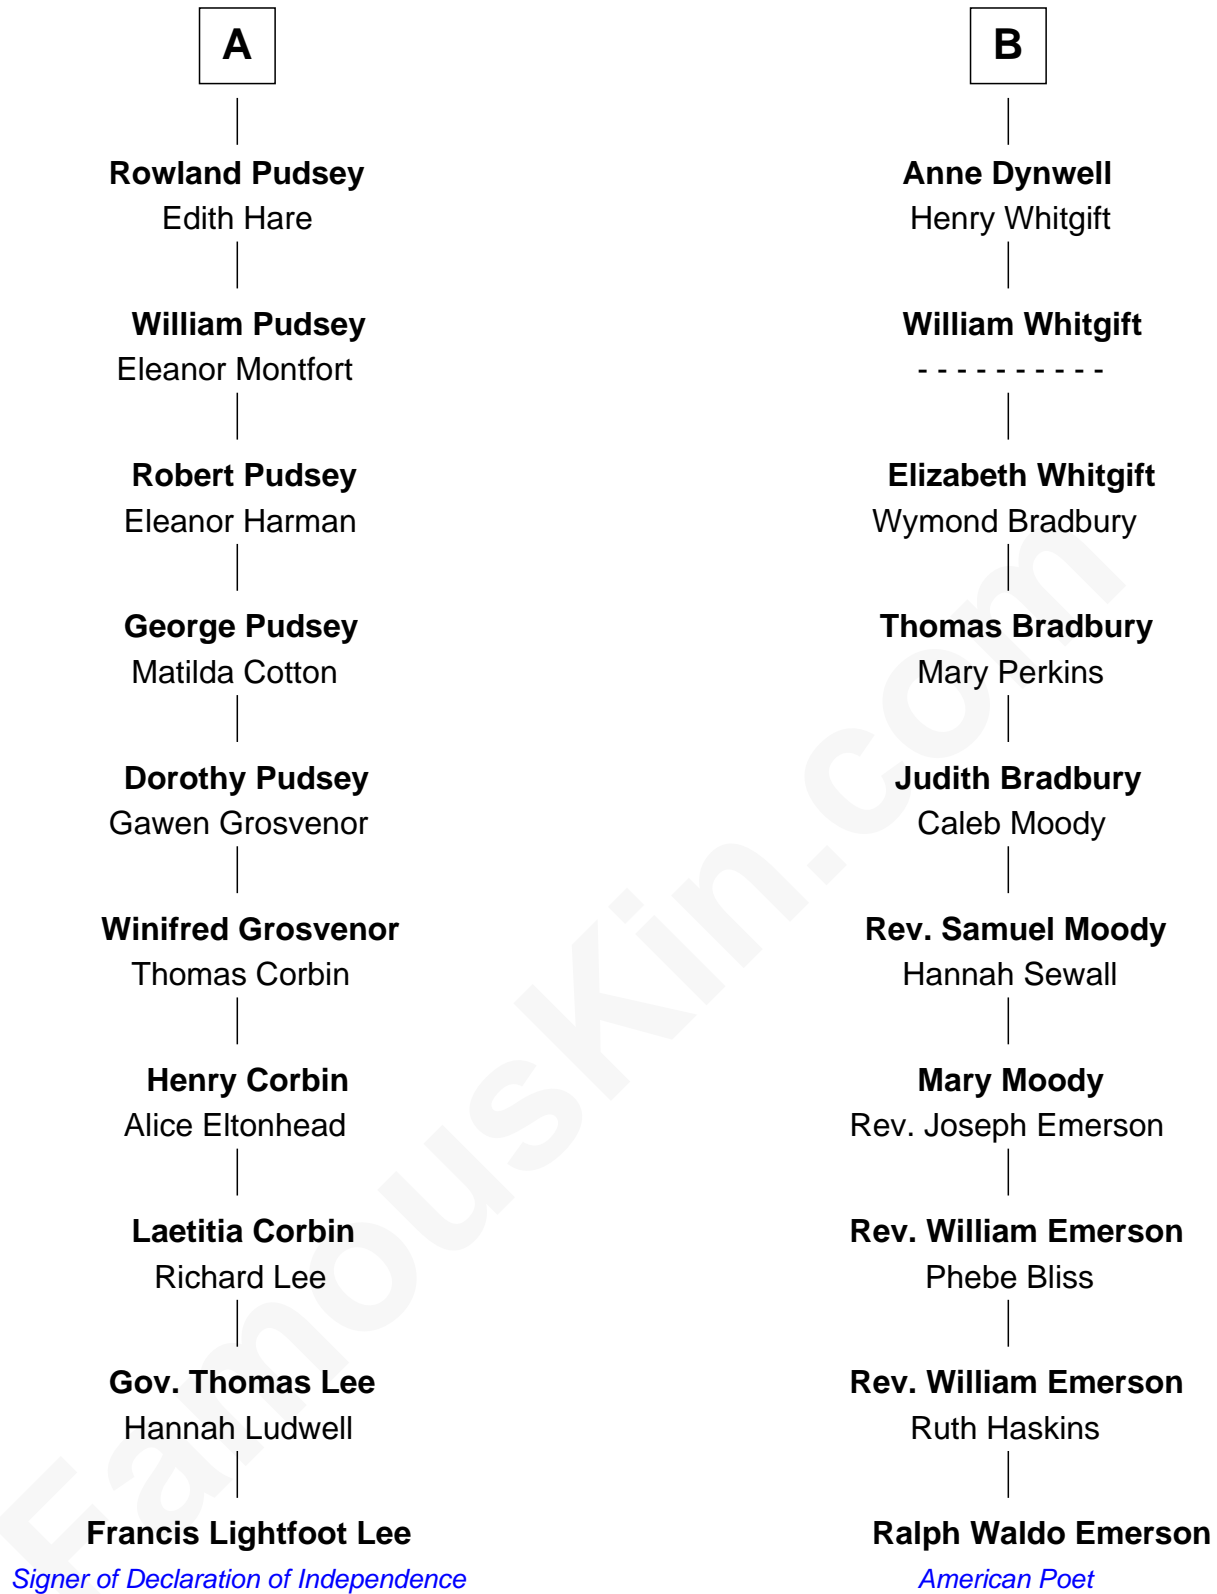 A
Rowland Pudsey
Edith Hare
William Pudsey
Eleanor Montfort
Robert Pudsey
Eleanor Harman
George Pudsey
Matilda Cotton
Dorothy Pudsey
Gawen Grosvenor
Winifred Grosvenor
Thomas Corbin
Henry Corbin
Alice Eltonhead
Laetitia Corbin
Richard Lee
Gov. Thomas Lee
Hannah Ludwell
Francis Lightfoot Lee
Signer of Declaration of Independence
B
Anne Dynwell
Henry Whitgift
William Whitgift
- - - - - - - - - -
Elizabeth Whitgift
Wymond Bradbury
Thomas Bradbury
Mary Perkins
Judith Bradbury
Caleb Moody
Rev. Samuel Moody
Hannah Sewall
Mary Moody
Rev. Joseph Emerson
Rev. William Emerson
Phebe Bliss
Rev. William Emerson
Ruth Haskins
Ralph Waldo Emerson
American Poet
FamousKin.com